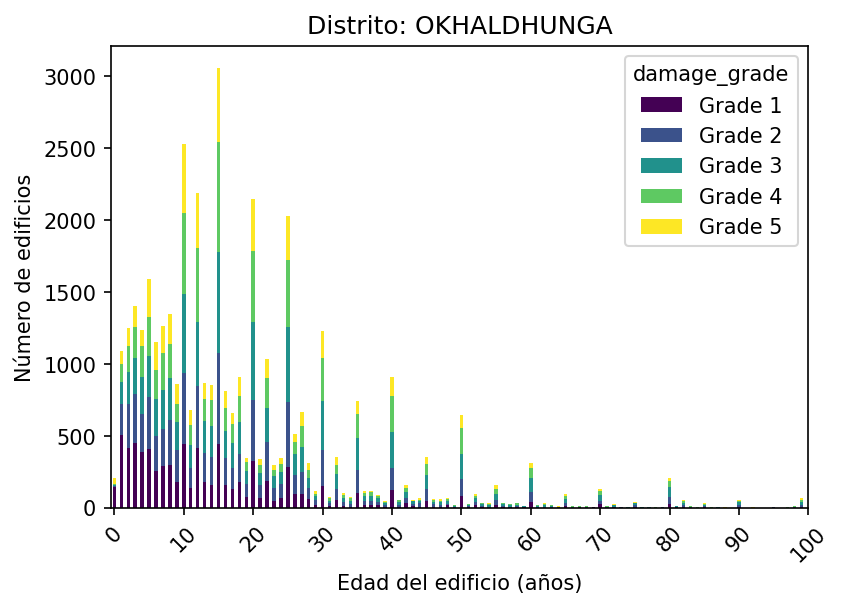 Distrito: OKHALDHUNGA
damage_grade
Grade 1
Grade 2
Grade 3
Grade 4
Grade 5
Número de edificios
3000
2500
2000
1500
1000
500
0
0 10 20 30 40 50 60 70 80 90 100
Edad del edificio (años)